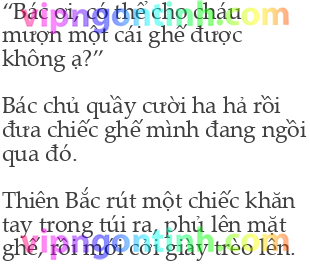 “Bác ơi, có thể cho cháu
mượn một cái ghế được
không ạ?”
Bác chủ quầy cười ha hả rồi
đưa chiếc ghế mình đang ngồi
qua đó.
Thiên Bắc rút một chiếc khăn
tay trong túi ra, phủ lên mặt
ghế, rồi mới cởi giày trèo lên.
vipngontinh.com
vipngontinh.com